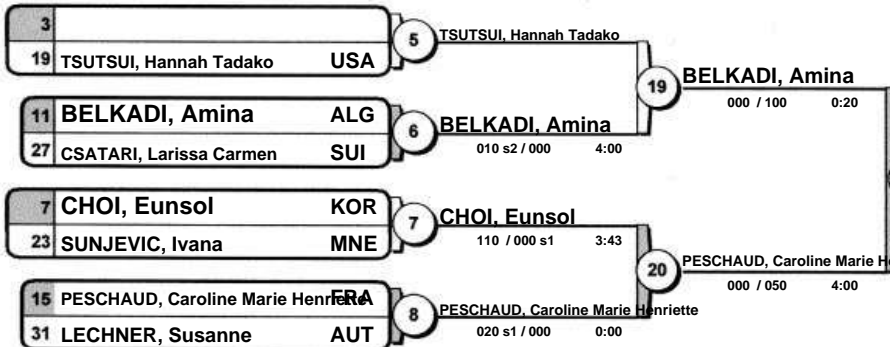 3
19 TSUTSUI, Hannah Tadako USA
5
TSUTSUI, Hannah Tadako
11 BELKADI, Amina ALG
27 CSATARI, Larissa Carmen SUI
6
BELKADI, Amina
010 s2 / 000 4:00
19
BELKADI, Amina
000 / 100 0:20
7 CHOI, Eunsol KOR
23 SUNJEVIC, Ivana MNE
7
CHOI, Eunsol
110 / 000 s1 3:43
15 PESCHAUD, Caroline Marie Henriette FRA
31 LECHNER, Susanne AUT
8
PESCHAUD, Caroline Marie Henriette
020 s1 / 000 0:00
20
PESCHAUD, Caroline Marie He
000 / 050 4:00